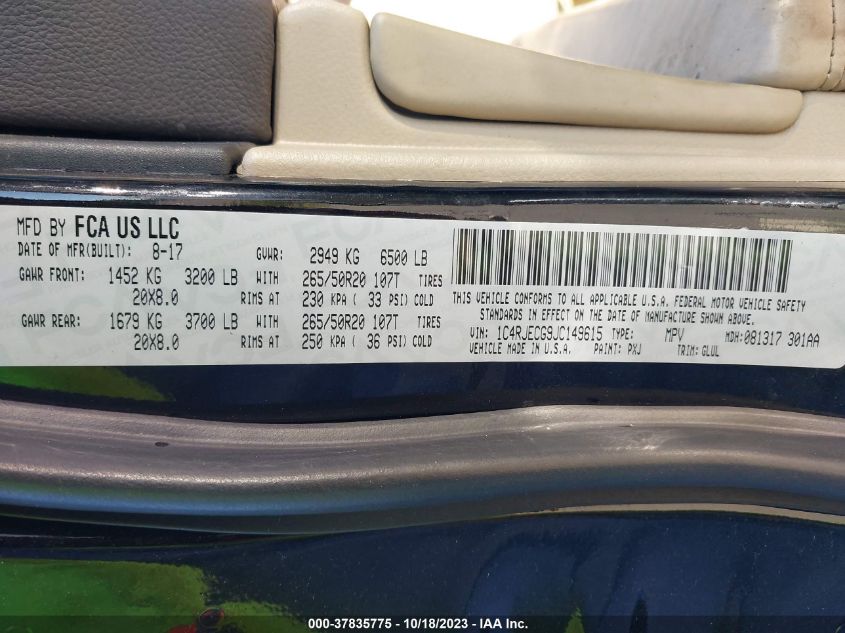 MFD BY FCA US LLC
DATE OF MFR(BUILT): 8-17 GVWR: 2949 KG 6500 LB
GAWR FRONT: 1452 KG 3200 LB WITH 265/50R20 107T TIRES
20X8.0 RIMS AT 230 KPA ( 33 PSI) COLD
GAWR REAR: 1679 KG 3700 LB WITH 265/50R20 107T TIRES
20X8.0 RIMS AT 250 KPA ( 36 PSI) COLD
THIS VEHICLE CONFORMS TO ALL APPLICABLE U.S.A. FEDERAL MOTOR VEHICLE SAFETY
STANDARDS IN EFFECT ON THE DATE OF MANUFACTURE SHOWN ABOVE.
VIN: 1C4RJECG9JC149615 TYPE: MPV MDH:081317 301AA
VEHICLE MADE IN U.S.A. PAINT: PXJ TRIM: GLUL
000-37835775 - 10/18/2023 - IAA Inc.